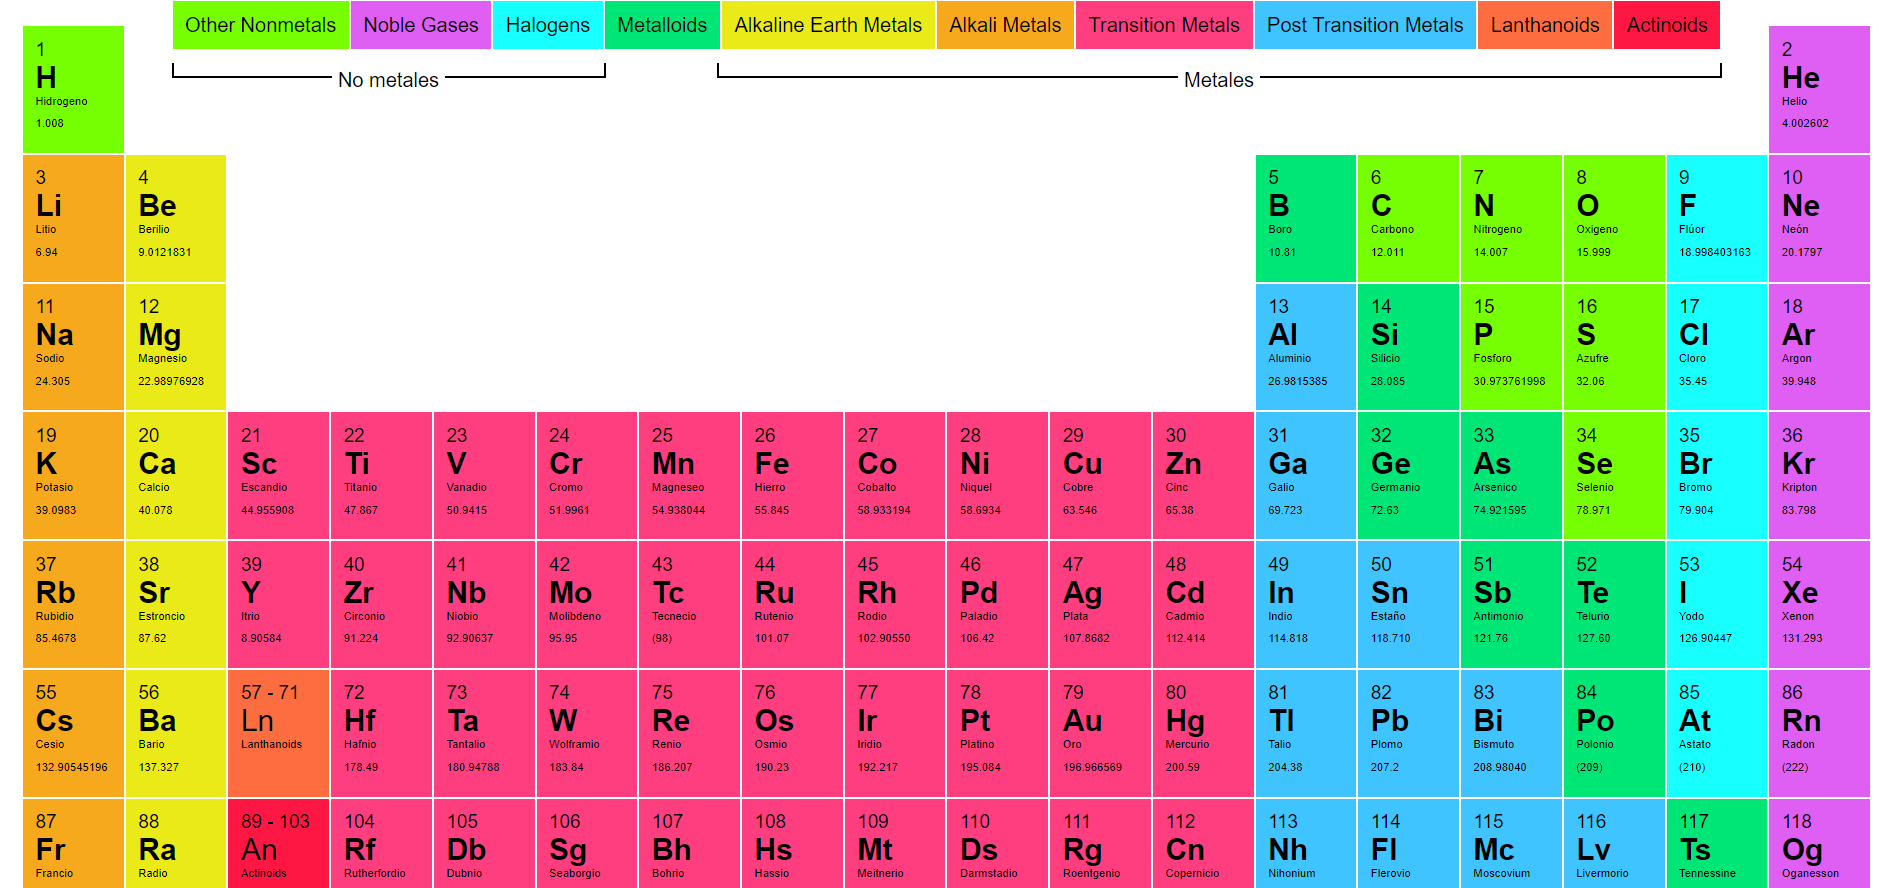 Other Nonmetals Noble Gases Halogens Metalloids Alkaline Earth Metals Alkali Metals Transition Metals Post Transition Metals Lanthanoids Actinoids
No metales Metales
1 2
H He
Hidrogeno Helio
1.008 4.002602
3 4 5 6 7 8 9 10
Li Be B C N O F Ne
Litio Berilio Boro Carbono Nitrogeno Oxigeno Flúor Neón
6.94 9.0121831 10.81 12.011 14.007 15.999 18.998403163 20.1797
11 12 13 14 15 16 17 18
Na Mg Al Si P S Cl Ar
Sodio Magnesio Aluminio Silicio Fosforo Azufre Cloro Argon
24.305 22.98976928 26.9815385 28.085 30.973761998 32.06 35.45 39.948
19 20 21 22 23 24 25 26 27 28 29 30 31 32 33 34 35 36
K Ca Sc Ti V Cr Mn Fe Co Ni Cu Zn Ga Ge As Se Br Kr
Potasio Calcio Escandio Titanio Vanadio Cromo Magneseo Hierro Cobalto Niquel Cobre Cinc Galio Germanio Arsenico Selenio Bromo Kripton
39.0983 40.078 44.955908 47.867 50.9415 51.9961 54.938044 55.845 58.933194 58.6934 63.546 65.38 69.723 72.63 74.921595 78.971 79.904 83.798
37 38 39 40 41 42 43 44 45 46 47 48 49 50 51 52 53 54
Rb Sr Y Zr Nb Mo Tc Ru Rh Pd Ag Cd In Sn Sb Te I Xe
Rubidio Estroncio Itrio Circonio Niobio Molibdeno Tecnecio Rutenio Rodio Paladio Plata Cadmio Indio Estaño Antimonio Telurio Yodo Xenon
85.4678 87.62 8.90584 91.224 92.90637 95.95 (98) 101.07 102.90550 106.42 107.8682 112.414 114.818 118.710 121.76 127.60 126.90447 131.293
55 56 57 - 71 72 73 74 75 76 77 78 79 80 81 82 83 84 85 86
Cs Ba Ln Hf Ta W Re Os Ir Pt Au Hg Tl Pb Bi Po At Rn
Cesio Bario Lanthanoids Hafnio Tantalio Wolframio Renio Osmio Iridio Platino Oro Mercurio Talio Plomo Bismuto Polonio Astato Radon
132.90545196 137.327 178.49 180.94788 183.84 186.207 190.23 192.217 195.084 196.966569 200.59 204.38 207.2 208.98040 (209) (210) (222)
87 88 89 - 103 104 105 106 107 108 109 110 111 112 113 114 115 116 117 118
Fr Ra An Rf Db Sg Bh Hs Mt Ds Rg Cn Nh Fl Mc Lv Ts Og
Francio Radio Actinoids Rutherfordio Dubnio Seaborgio Bohrio Hassio Meitnerio Darmstadio Roentgenio Copernicio Nihonium Flerovio Moscovium Livermorio Tennessine Oganesson